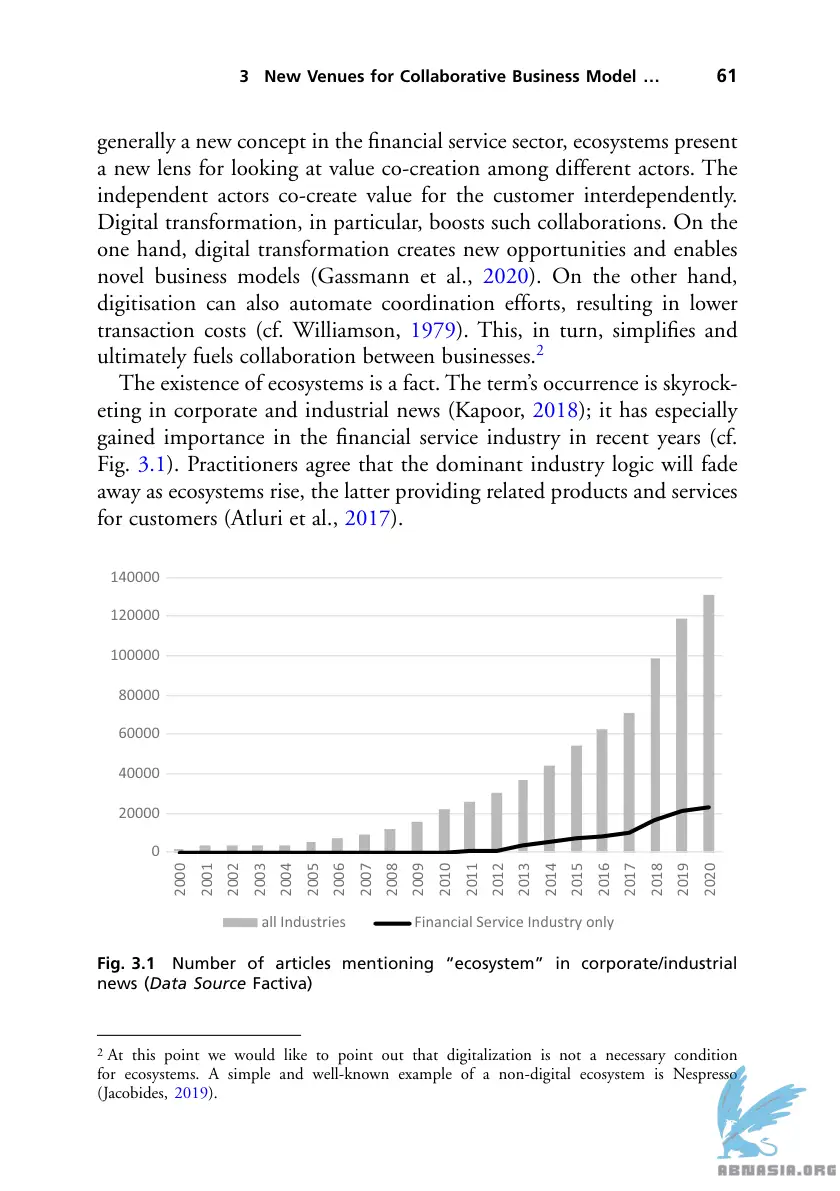 3 New Venues for Collaborative Business Model … 61
generally a new concept in the financial service sector, ecosystems present
a new lens for looking at value co-creation among different actors. The
independent actors co-create value for the customer interdependently.
Digital transformation, in particular, boosts such collaborations. On the
one hand, digital transformation creates new opportunities and enables
novel business models (Gassmann et al., 2020). On the other hand,
digitisation can also automate coordination efforts, resulting in lower
transaction costs (cf. Williamson, 1979). This, in turn, simplifies and
ultimately fuels collaboration between businesses.2
The existence of ecosystems is a fact. The term's occurrence is skyrock-
eting in corporate and industrial news (Kapoor, 2018); it has especially
gained importance in the financial service industry in recent years (cf.
Fig. 3.1). Practitioners agree that the dominant industry logic will fade
away as ecosystems rise, the latter providing related products and services
for customers (Atluri et al., 2017).
140000
120000
100000
80000
60000
40000
20000
0
2000 2001 2002 2003 2004 2005 2006 2007 2008 2009 2010 2011 2012 2013 2014 2015 2016 2017 2018 2019 2020
all Industries Financial Service Industry only
Fig. 3.1 Number of articles mentioning "ecosystem" in corporate/industrial
news (Data Source Factiva)
2 At this point we would like to point out that digitalization is not a necessary condition
for ecosystems. A simple and well-known example of a non-digital ecosystem is Nespresso
(Jacobides, 2019).
ABNASIA.ORG